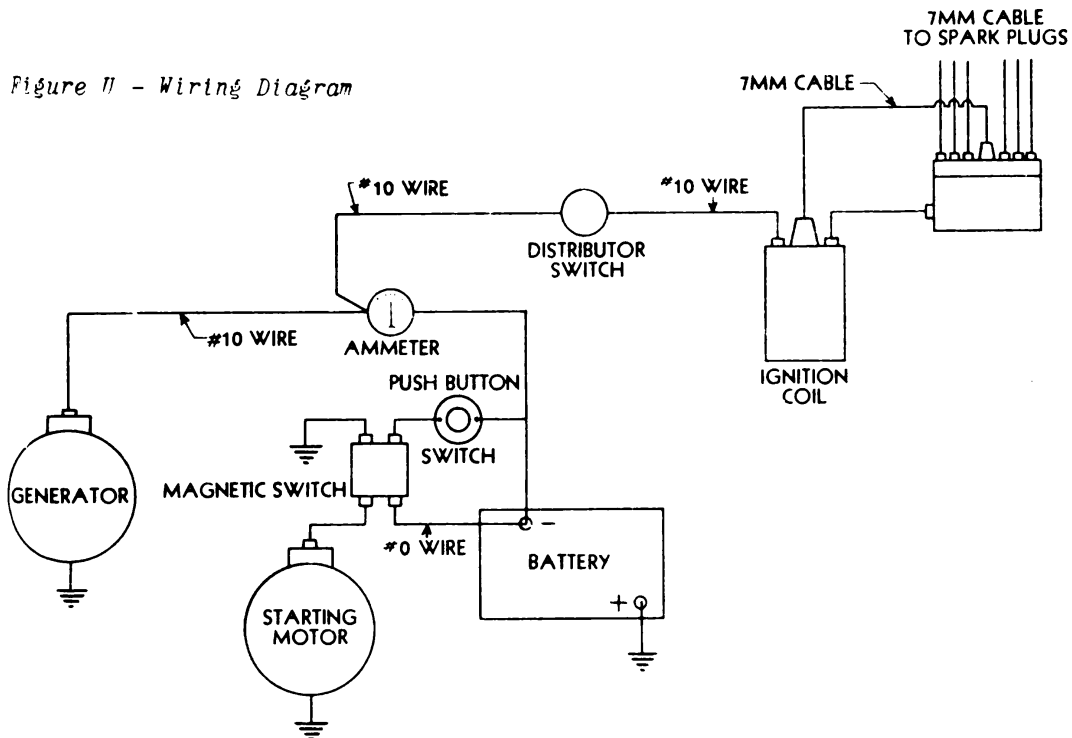 7MM CABLE
TO SPARK PLUGS
Figure II - Wiring Diagram
7MM CABLE
#10 WIRE
#10 WIRE
DISTRIBUTOR
SWITCH
#10 WIRE
AMMETER
IGNITION
COIL
PUSH BUTTON
SWITCH
GENERATOR
MAGNETIC SWITCH
#0 WIRE
-
BATTERY
+
STARTING
MOTOR